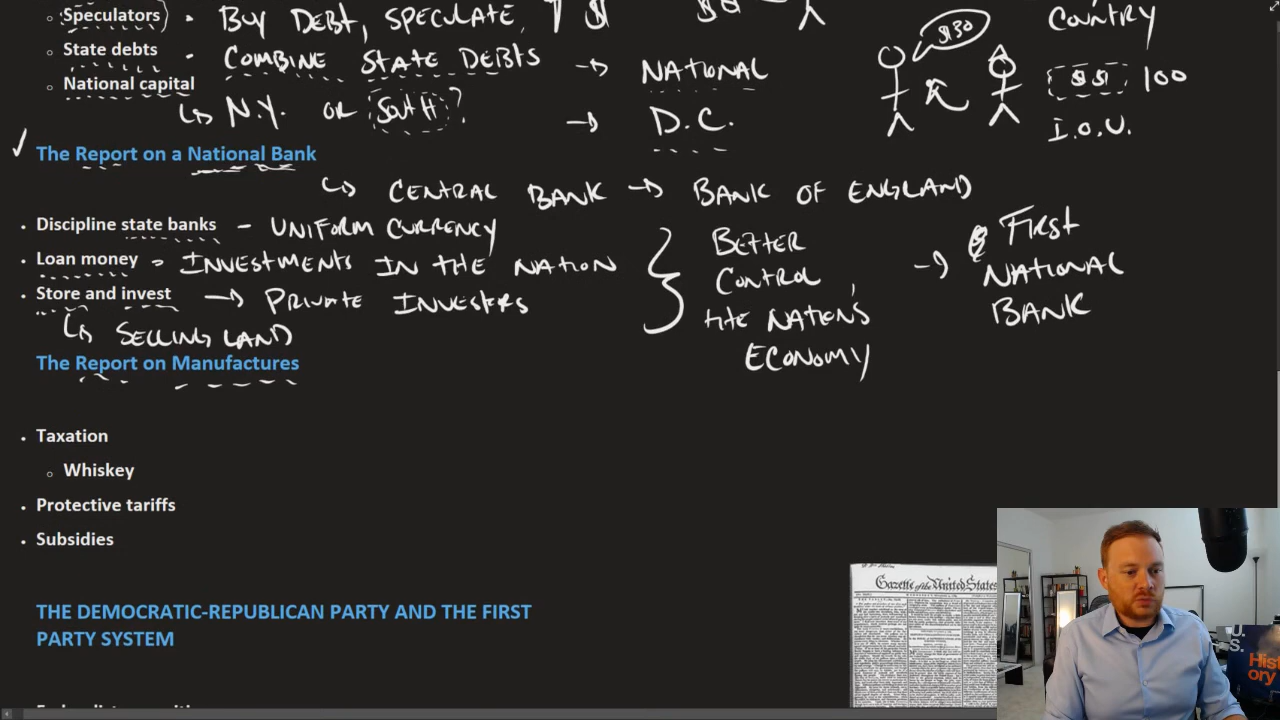 Speculators • BUY DEBT, SPECULATE, ↑ $
State debts • COMBINE STATE DEBTS → NATIONAL
National capital
↳ N.Y. OR SOUTH? → D.C.
$130
COUNTRY
$$ 100
I.O.U.
The Report on a National Bank
↳ CENTRAL BANK → BANK OF ENGLAND
Discipline state banks - UNIFORM CURRENCY
Loan money = INVESTMENTS IN THE NATION
Store and invest → PRIVATE INVESTERS
↳ SELLING LAND
BETTER
CONTROL
THE NATION'S
ECONOMY
→ FIRST
NATIONAL
BANK
The Report on Manufactures
Taxation
Whiskey
Protective tariffs
Subsidies
THE DEMOCRATIC-REPUBLICAN PARTY AND THE FIRST
PARTY SYSTEM
Gazette of the United States
U.
S.
Hist
ory